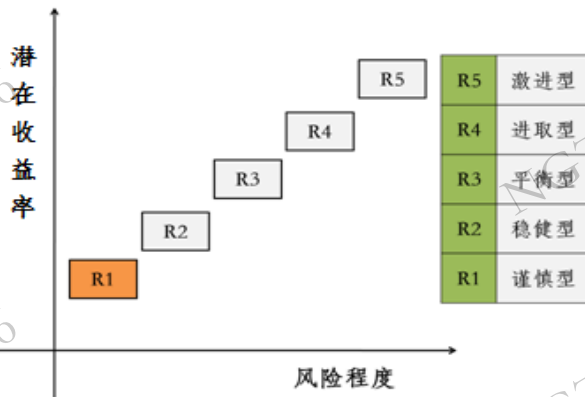 潜在收益率
R5
R4
R3
R2
R1
风险程度
R5 激进型
R4 进取型
R3 平衡型
R2 稳健型
R1 谨慎型